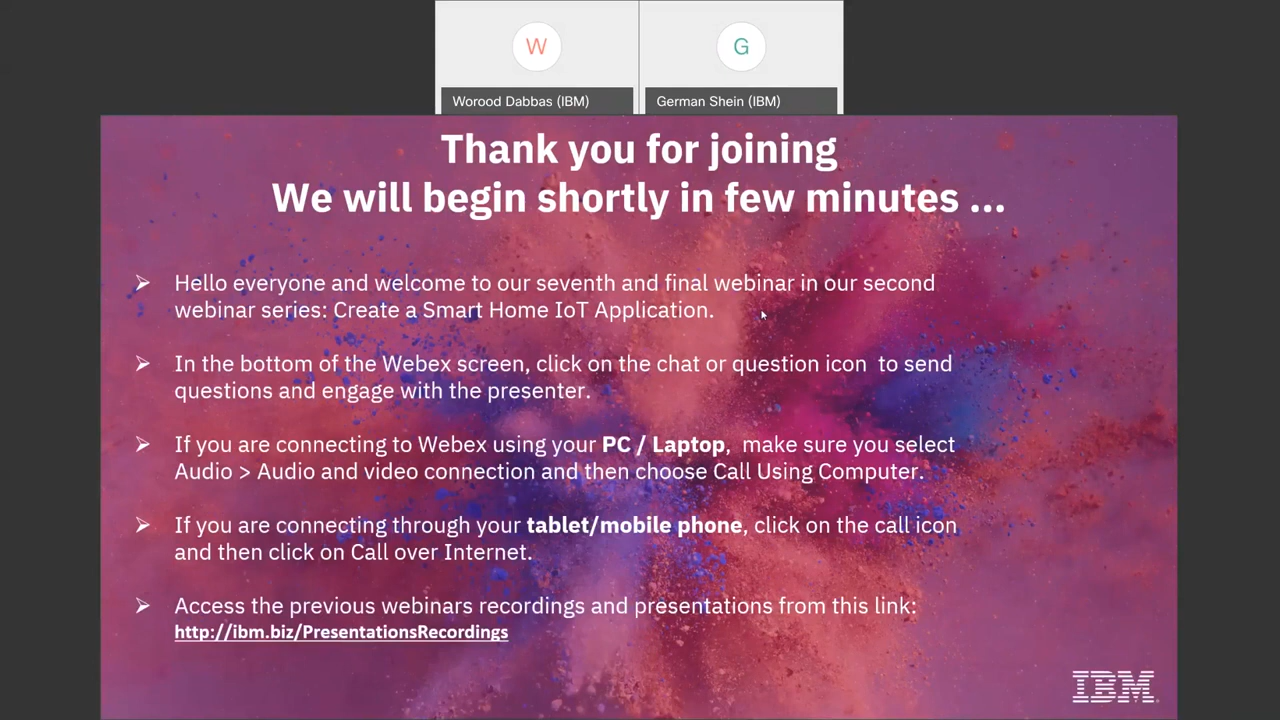 W
G
Worood Dabbas (IBM)
German Shein (IBM)
Thank you for joining
We will begin shortly in few minutes ...
Hello everyone and welcome to our seventh and final webinar in our second
webinar series: Create a Smart Home IoT Application.
In the bottom of the Webex screen, click on the chat or question icon to send
questions and engage with the presenter.
If you are connecting to Webex using your PC / Laptop, make sure you select
Audio > Audio and video connection and then choose Call Using Computer.
If you are connecting through your tablet/mobile phone, click on the call icon
and then click on Call over Internet.
Access the previous webinars recordings and presentations from this link:
http://ibm.biz/PresentationsRecordings
IBM